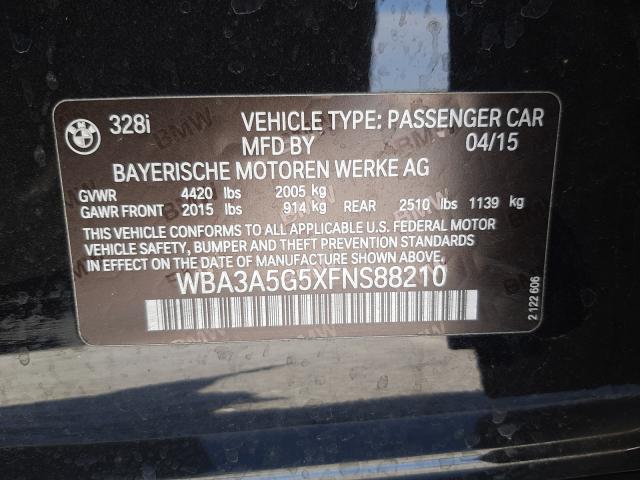 BMW 328i VEHICLE TYPE: PASSENGER CAR
MFD BY 04/15
BAYERISCHE MOTOREN WERKE AG
GVWR 4420 lbs 2005 kg
GAWR FRONT 2015 lbs 914 kg REAR 2510 lbs 1139 kg
THIS VEHICLE CONFORMS TO ALL APPLICABLE U.S. FEDERAL MOTOR
VEHICLE SAFETY, BUMPER AND THEFT PREVENTION STANDARDS
IN EFFECT ON THE DATE OF MANUFACTURE SHOWN ABOVE.
WBA3A5G5XFNS88210
2 122 606